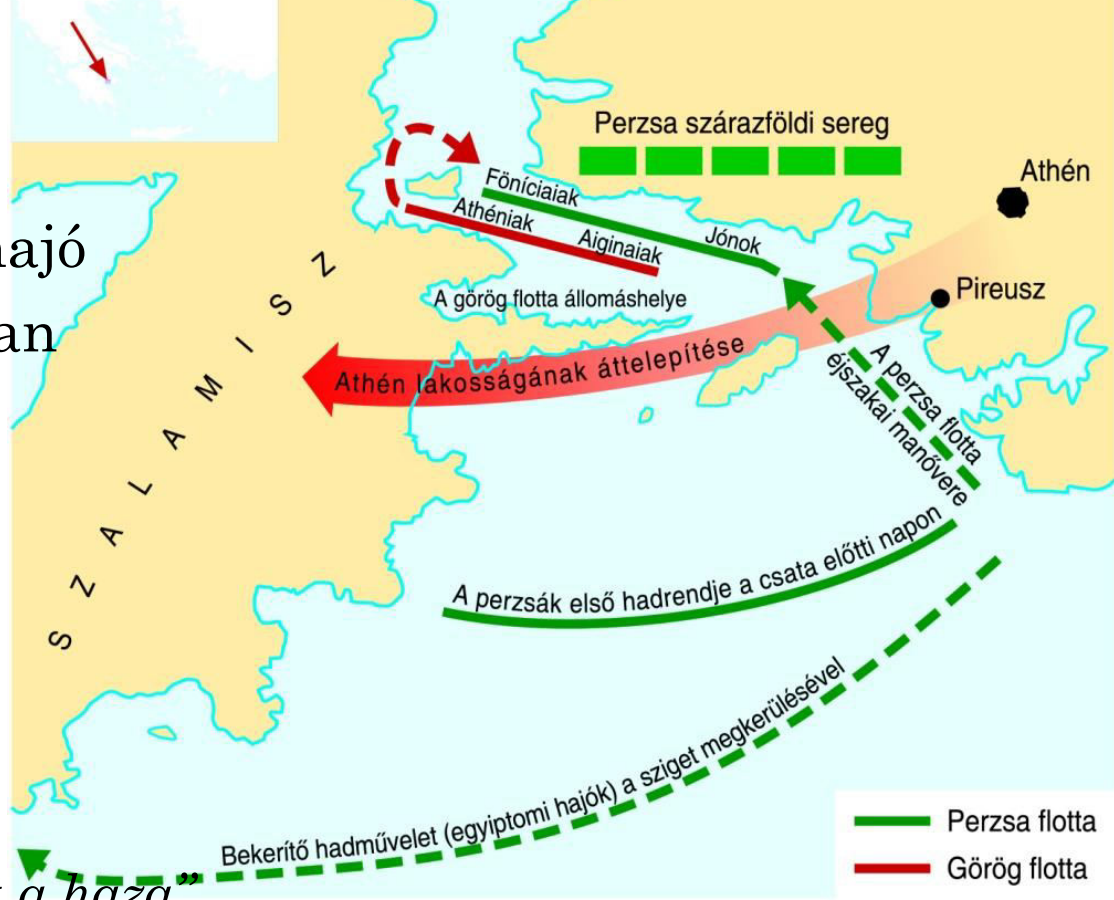 Perzsa szárazföldi sereg
Athén
Föníciaiak
Athéniak
Aiginaiak
Jónok
hajó
an
A görög flotta állomáshelye
Pireusz
Athén lakosságának áttelepítése
A perzsa flotta
éjszakai manővere
SZALAMISZ
A perzsák első hadrendje a csata előtti napon
Bekerítő hadművelet (egyiptomi hajók) a sziget megkerülésével
Perzsa flotta
Görög flotta
a haza”